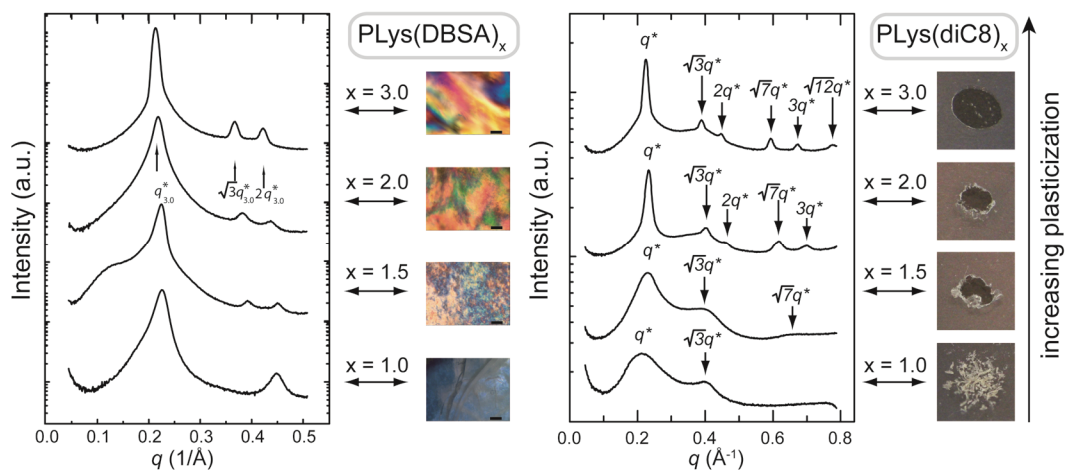 PLys(DBSA)x
x = 3.0
x = 2.0
x = 1.5
x = 1.0
q*3.0
√3q*3.0
2q*3.0
Intensity (a.u.)
0.0 0.1 0.2 0.3 0.4 0.5
q (1/Å)
PLys(diC8)x
q* √3q* 2q* √7q* 3q* √12q*
x = 3.0
q* √3q* 2q* √7q* 3q*
x = 2.0
q* √3q* √7q*
x = 1.5
q* √3q*
x = 1.0
Intensity (a.u.)
0.0 0.2 0.4 0.6 0.8
q (Å-1)
increasing plasticization